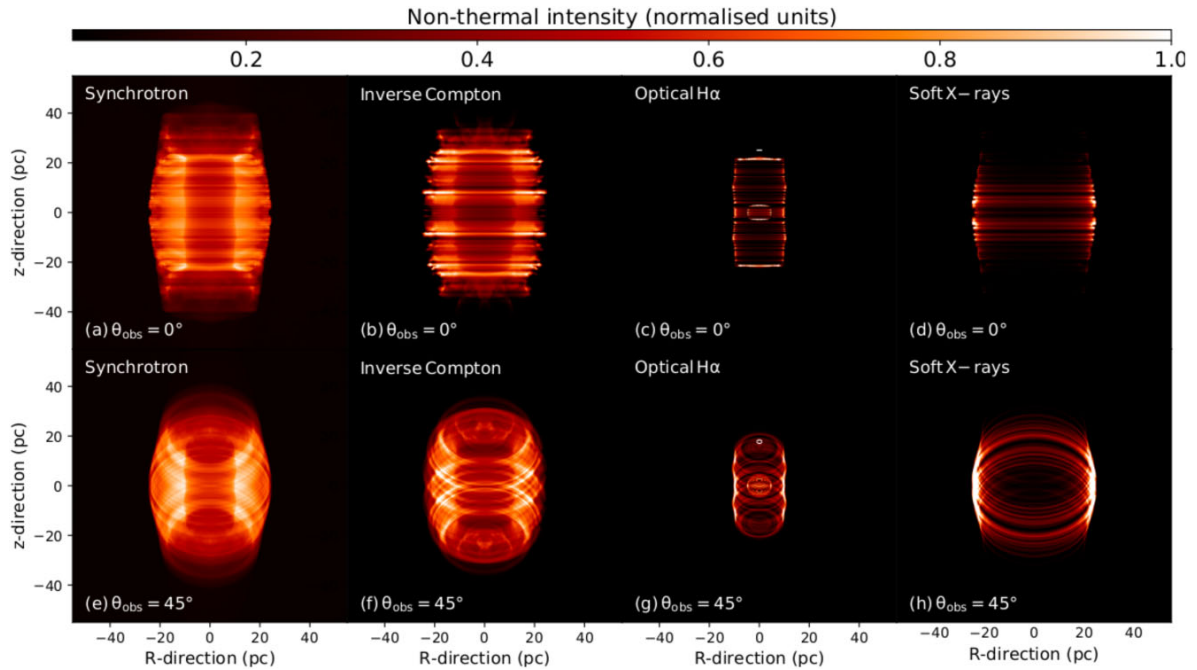 Non-thermal intensity (normalised units)
0.2 0.4 0.6 0.8 1.0
Synchrotron Inverse Compton Optical Hα Soft X− rays
40
20
0
−20
−40
z-direction (pc)
(a) θobs = 0° (b) θobs = 0° (c) θobs = 0° (d) θobs = 0°
Synchrotron Inverse Compton Optical Hα Soft X− rays
40
20
0
−20
−40
z-direction (pc)
(e) θobs = 45° (f) θobs = 45° (g) θobs = 45° (h) θobs = 45°
−40 −20 0 20 40 −40 −20 0 20 40 −40 −20 0 20 40 −40 −20 0 20 40
R-direction (pc) R-direction (pc) R-direction (pc) R-direction (pc)